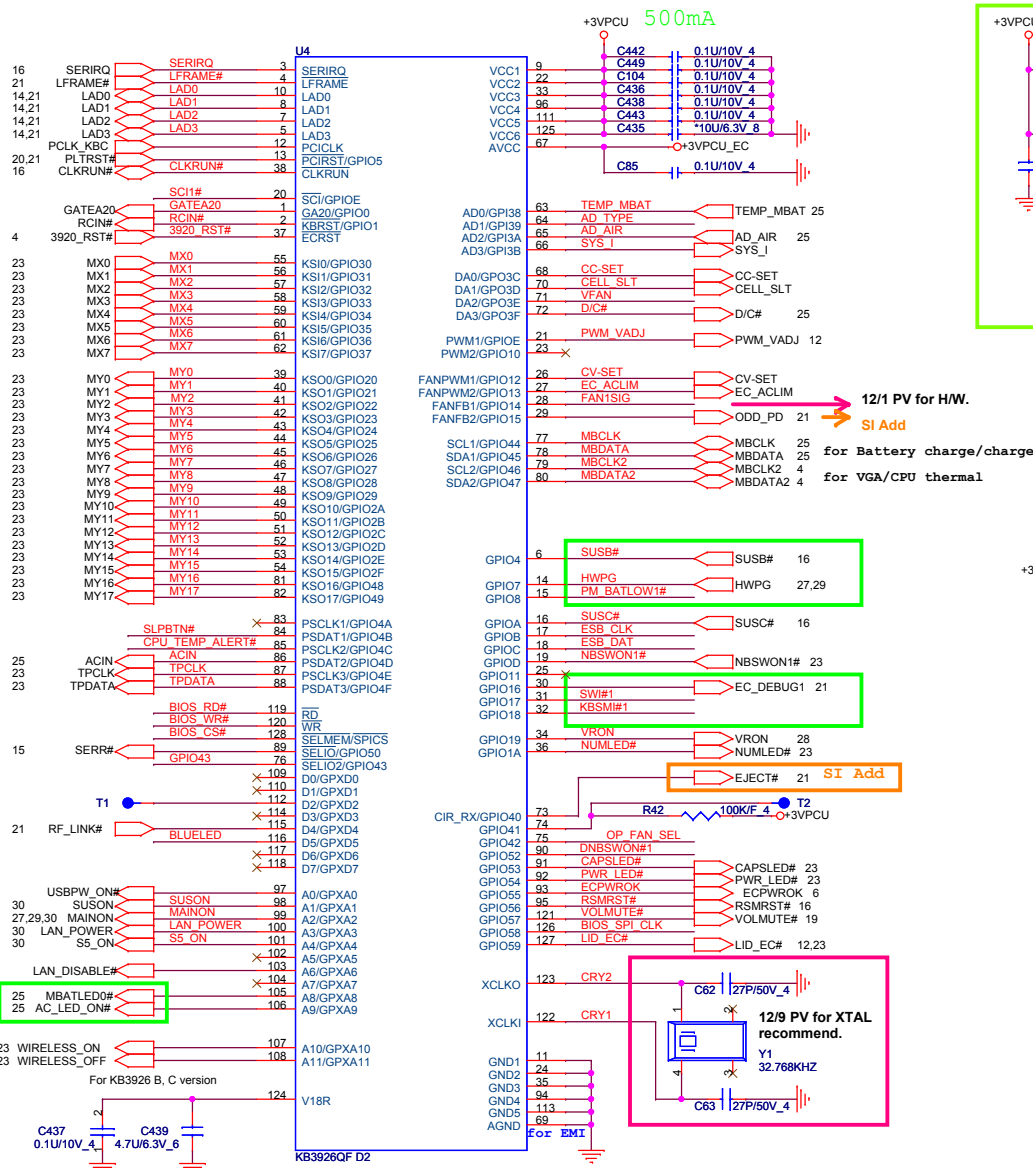 +3VPCU 500mA
+3VPCU
U4
16 SERIRQ SERIRQ 3 SERIRQ
21 LFRAME# LFRAME# 4 LFRAME
14,21 LAD0 LAD0 10 LAD0
14,21 LAD1 LAD1 8 LAD1
14,21 LAD2 LAD2 7 LAD2
14,21 LAD3 LAD3 5 LAD3
PCLK_KBC 12 PCICLK
20,21 PLTRST# 13 PCIRST/GPIO5
16 CLKRUN# CLKRUN# 38 CLKRUN
VCC1 9 C442 0.1U/10V_4
VCC2 22 C449 0.1U/10V_4
VCC3 33 C104 0.1U/10V_4
VCC4 96 C436 0.1U/10V_4
VCC5 111 C438 0.1U/10V_4
VCC6 125 C443 0.1U/10V_4
AVCC 67 C435 *10U/6.3V_8
+3VPCU_EC
C85 0.1U/10V_4
SCI1# 20 SCI/GPIOE
GATEA20 GATEA20 1 GA20/GPIO0
RCIN# RCIN# 2 KBRST/GPIO1
4 3920_RST# 3920_RST# 37 ECRST
AD0/GPI38 63 TEMP_MBAT TEMP_MBAT 25
AD1/GPI39 64 AD_TYPE
AD2/GPI3A 65 AD_AIR AD_AIR 25
AD3/GPI3B 66 SYS_I SYS_I
23 MX0 MX0 55 KSI0/GPIO30
23 MX1 MX1 56 KSI1/GPIO31
23 MX2 MX2 57 KSI2/GPIO32
23 MX3 MX3 58 KSI3/GPIO33
23 MX4 MX4 59 KSI4/GPIO34
23 MX5 MX5 60 KSI5/GPIO35
23 MX6 MX6 61 KSI6/GPIO36
23 MX7 MX7 62 KSI7/GPIO37
DA0/GPO3C 68 CC-SET CC-SET
DA1/GPO3D 70 CELL_SLT CELL_SLT
DA2/GPO3E 71 VFAN
DA3/GPO3F 72 D/C# D/C# 25
PWM1/GPIOE 21 PWM_VADJ PWM_VADJ 12
PWM2/GPIO10 23
23 MY0 MY0 39 KSO0/GPIO20
23 MY1 MY1 40 KSO1/GPIO21
23 MY2 MY2 41 KSO2/GPIO22
23 MY3 MY3 42 KSO3/GPIO23
23 MY4 MY4 43 KSO4/GPIO24
23 MY5 MY5 44 KSO5/GPIO25
23 MY6 MY6 45 KSO6/GPIO26
23 MY7 MY7 46 KSO7/GPIO27
23 MY8 MY8 47 KSO8/GPIO28
23 MY9 MY9 48 KSO9/GPIO29
23 MY10 MY10 49 KSO10/GPIO2A
23 MY11 MY11 50 KSO11/GPIO2B
23 MY12 MY12 51 KSO12/GPIO2C
23 MY13 MY13 52 KSO13/GPIO2D
23 MY14 MY14 53 KSO14/GPIO2E
23 MY15 MY15 54 KSO15/GPIO2F
23 MY16 MY16 81 KSO16/GPIO48
23 MY17 MY17 82 KSO17/GPIO49
FANPWM1/GPIO12 26 CV-SET CV-SET
FANPWM2/GPIO13 27 EC_ACLIM EC_ACLIM
FANFB1/GPIO14 28 FAN1SIG
FANFB2/GPIO15 29 ODD_PD 21
12/1 PV for H/W.
SI Add
SCL1/GPIO44 77 MBCLK MBCLK 25
SDA1/GPIO45 78 MBDATA MBDATA 25
SCL2/GPIO46 79 MBCLK2 MBCLK2 4
SDA2/GPIO47 80 MBDATA2 MBDATA2 4
for Battery charge/charge
for VGA/CPU thermal
GPIO4 6 SUSB# SUSB# 16
GPIO7 14 HWPG HWPG 27,29
GPIO8 15 PM_BATLOW1#
+3
83 PSCLK1/GPIO4A
SLPBTN# 84 PSDAT1/GPIO4B
CPU_TEMP_ALERT# 85 PSCLK2/GPIO4C
25 ACIN ACIN 86 PSDAT2/GPIO4D
23 TPCLK TPCLK 87 PSCLK3/GPIO4E
23 TPDATA TPDATA 88 PSDAT3/GPIO4F
GPIOA 16 SUSC# SUSC# 16
GPIOB 17 ESB_CLK
GPIOC 18 ESB_DAT
GPIOD 19 NBSWON1# NBSWON1# 23
GPIO11 25
GPIO16 30 EC_DEBUG1 21
GPIO17 31 SWI#1
GPIO18 32 KBSMI#1
BIOS_RD# 119 RD
BIOS_WR# 120 WR
BIOS_CS# 128 SELMEM/SPICS
15 SERR# 89 SELIO/GPIO50
GPIO43 76 SELIO2/GPIO43
GPIO19 34 VRON VRON 28
GPIO1A 36 NUMLED# NUMLED# 23
EJECT# 21 SI Add
109 D0/GPXD0
110 D1/GPXD1
T1 112 D2/GPXD2
114 D3/GPXD3
21 RF_LINK# 115 D4/GPXD4
BLUELED 116 D5/GPXD5
117 D6/GPXD6
118 D7/GPXD7
T2
R42 100K/F_4 +3VPCU
CIR_RX/GPIO40 73
GPIO41 74
GPIO42 75 OP_FAN_SEL
GPIO52 90 DNBSWON#1
GPIO53 91 CAPSLED# CAPSLED# 23
GPIO54 92 PWR_LED# PWR_LED# 23
GPIO55 93 ECPWROK ECPWROK 6
GPIO56 95 RSMRST# RSMRST# 16
GPIO57 121 VOLMUTE# VOLMUTE# 19
GPIO58 126 BIOS_SPI_CLK
GPIO59 127 LID_EC# LID_EC# 12,23
USBPW_ON# 97 A0/GPXA0
30 SUSON SUSON 98 A1/GPXA1
27,29,30 MAINON MAINON 99 A2/GPXA2
30 LAN_POWER LAN_POWER 100 A3/GPXA3
30 S5_ON S5_ON 101 A4/GPXA4
102 A5/GPXA5
LAN_DISABLE# 103 A6/GPXA6
104 A7/GPXA7
25 MBATLED0# 105 A8/GPXA8
25 AC_LED_ON# 106 A9/GPXA9
23 WIRELESS_ON 107 A10/GPXA10
23 WIRELESS_OFF 108 A11/GPXA11
XCLKO 123 CRY2 C62 27P/50V_4
1 2
12/9 PV for XTAL
recommend.
XCLKI 122 CRY1
Y1
32.768KHZ
4 3
C63 27P/50V_4
For KB3926 B, C version
124 V18R
2
1
C437
0.1U/10V_4
C439
4.7U/6.3V_6
GND1 11
GND2 24
GND3 35
GND4 94
GND5 113
AGND 69
for EMI
KB3926QF D2